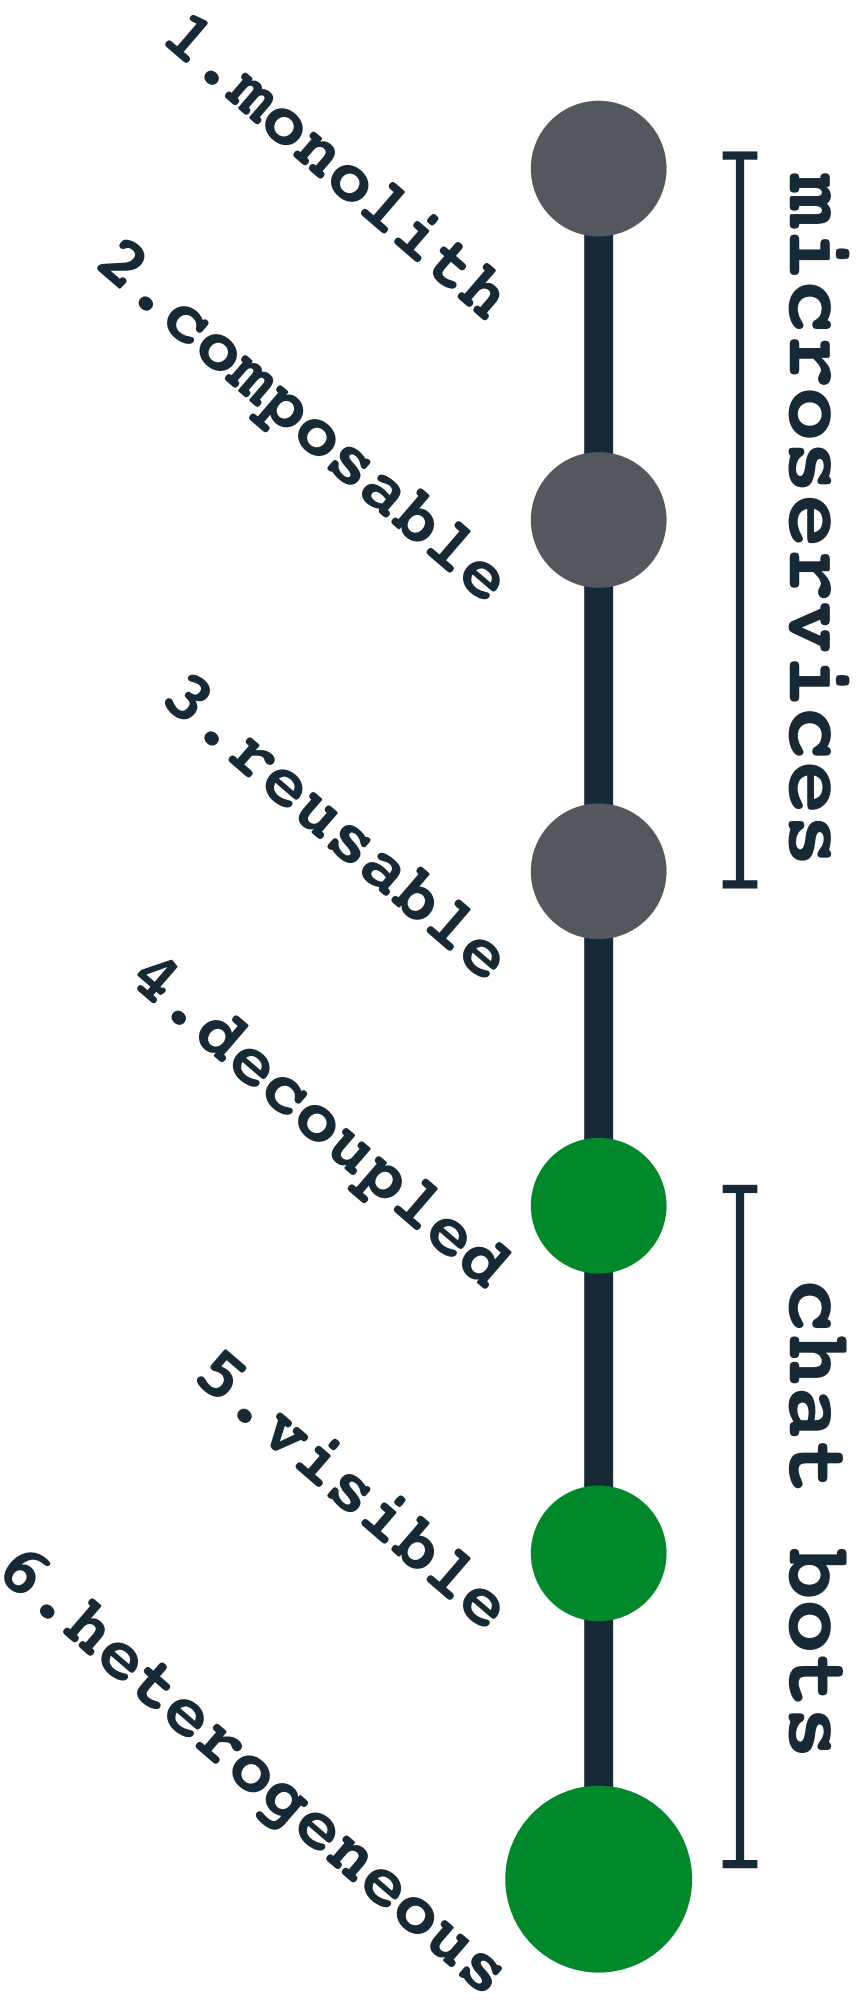 1.monolith
2.composable
3.reusable
microservices
4.decoupled
5.visible
6.heterogeneous
chat bots